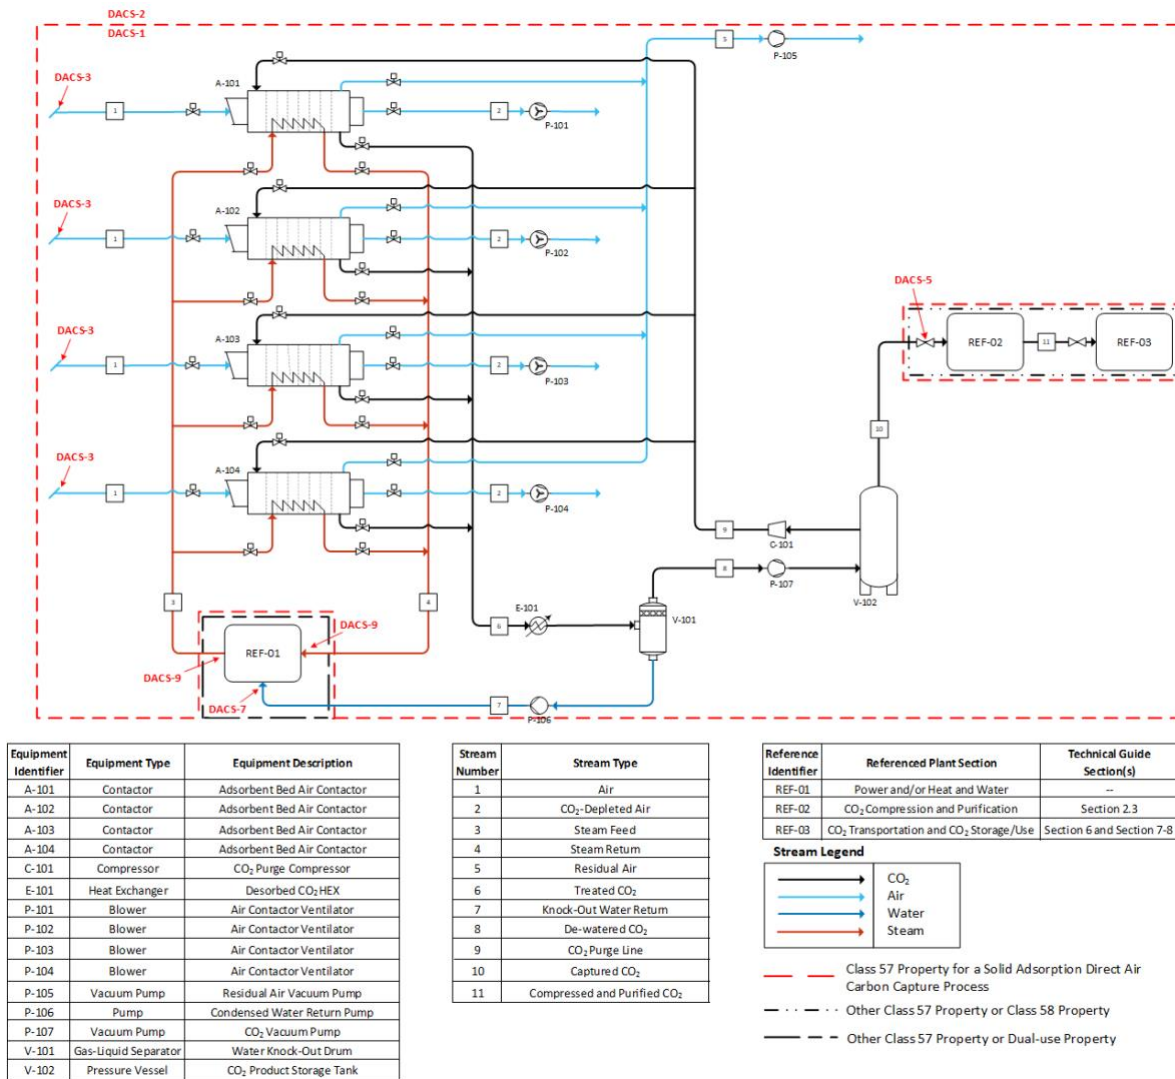 DACS-2
DACS-1
5
P-105
DACS-3
A-101
1
2
P-101
DACS-3
A-102
1
2
P-102
DACS-3
A-103
1
2
P-103
DACS-5
REF-02
11
REF-03
DACS-3
A-104
1
2
P-104
10
9
C-101
8
P-107
V-102
3
4
6
E-101
V-101
DACS-9
REF-01
DACS-9
DACS-7
7
P-106
Equipment Identifier Equipment Type Equipment Description
A-101 Contactor Adsorbent Bed Air Contactor
A-102 Contactor Adsorbent Bed Air Contactor
A-103 Contactor Adsorbent Bed Air Contactor
A-104 Contactor Adsorbent Bed Air Contactor
C-101 Compressor CO₂ Purge Compressor
E-101 Heat Exchanger Desorbed CO₂ HEX
P-101 Blower Air Contactor Ventilator
P-102 Blower Air Contactor Ventilator
P-103 Blower Air Contactor Ventilator
P-104 Blower Air Contactor Ventilator
P-105 Vacuum Pump Residual Air Vacuum Pump
P-106 Pump Condensed Water Return Pump
P-107 Vacuum Pump CO₂ Vacuum Pump
V-101 Gas-Liquid Separator Water Knock-Out Drum
V-102 Pressure Vessel CO₂ Product Storage Tank
Stream Number Stream Type
1 Air
2 CO₂-Depleted Air
3 Steam Feed
4 Steam Return
5 Residual Air
6 Treated CO₂
7 Knock-Out Water Return
8 De-watered CO₂
9 CO₂ Purge Line
10 Captured CO₂
11 Compressed and Purified CO₂
Reference Identifier Referenced Plant Section Technical Guide Section(s)
REF-01 Power and/or Heat and Water --
REF-02 CO₂ Compression and Purification Section 2.3
REF-03 CO₂ Transportation and CO₂ Storage/Use Section 6 and Section 7-8
Stream Legend
CO₂
Air
Water
Steam
Class 57 Property for a Solid Adsorption Direct Air
Carbon Capture Process
Other Class 57 Property or Class 58 Property
Other Class 57 Property or Dual-use Property